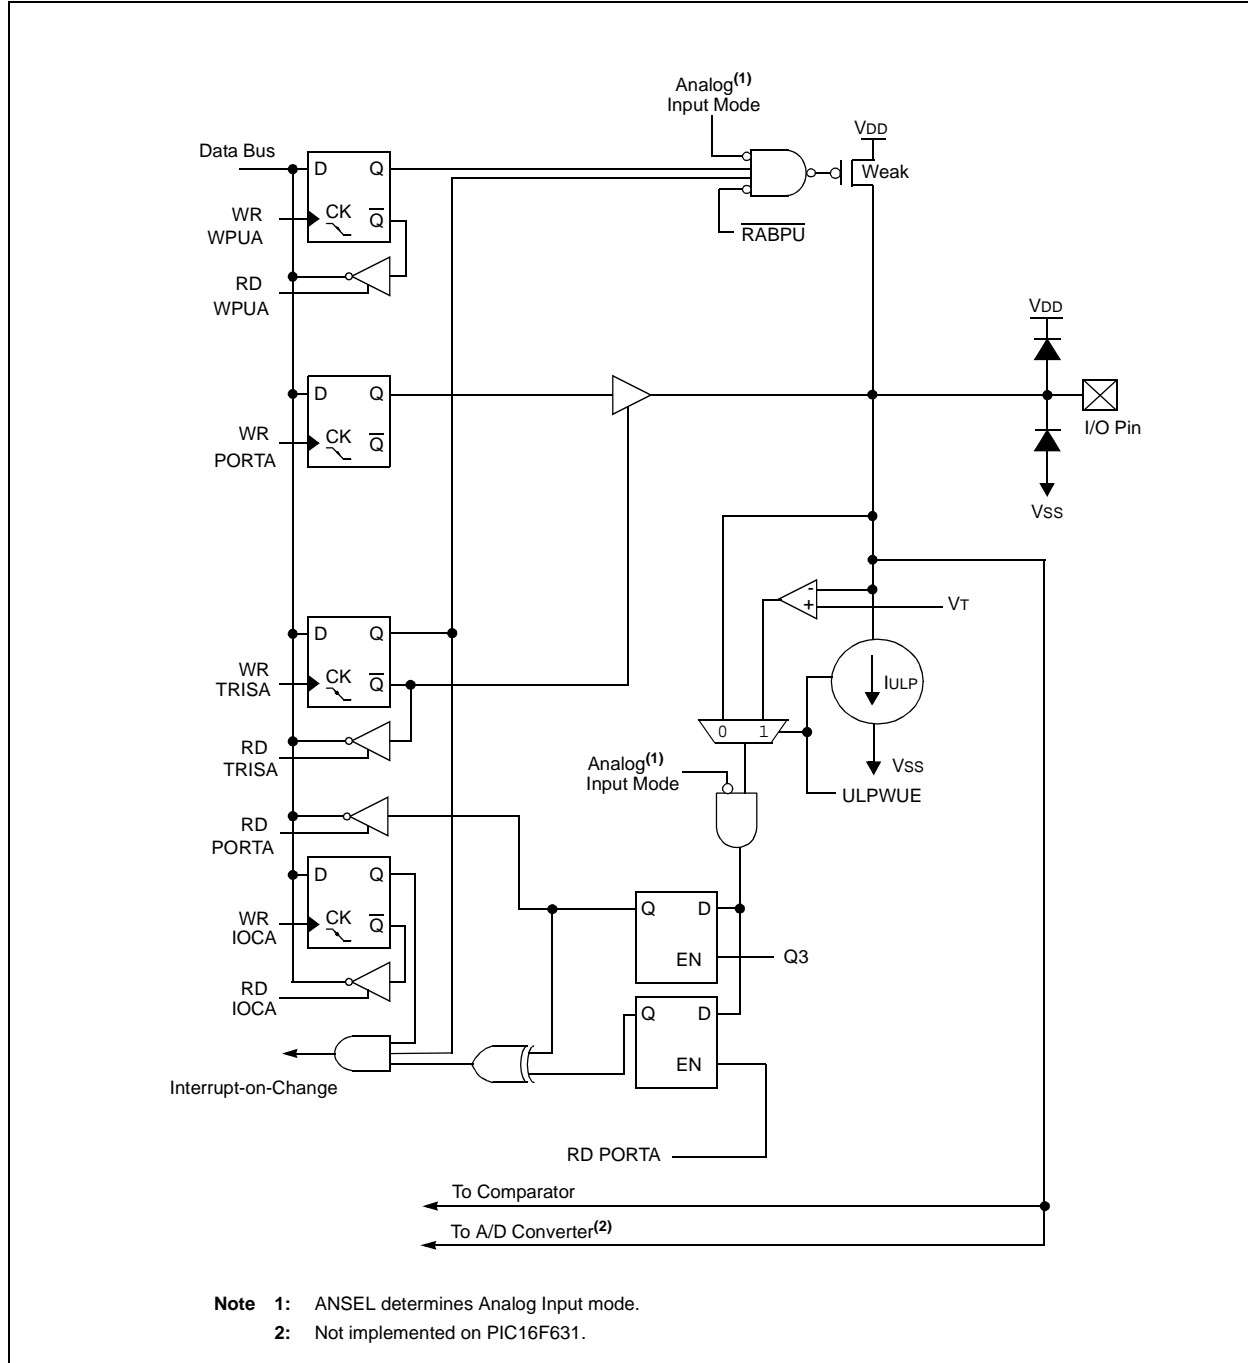 Analog(1)
Input Mode
VDD
Data Bus
D Q
Weak
WR
WPUA
CK Q
RABPU
RD
WPUA
VDD
D Q
WR
PORTA
CK Q
I/O Pin
VSS
-
+
VT
D Q
WR
TRISA
CK Q
IULP
0 1
RD
TRISA
Analog(1)
Input Mode
VSS
ULPWUE
RD
PORTA
D Q
WR
IOCA
CK Q
Q D
EN
Q3
RD
IOCA
Q D
EN
Interrupt-on-Change
RD PORTA
To Comparator
To A/D Converter(2)
Note 1: ANSEL determines Analog Input mode.
2: Not implemented on PIC16F631.